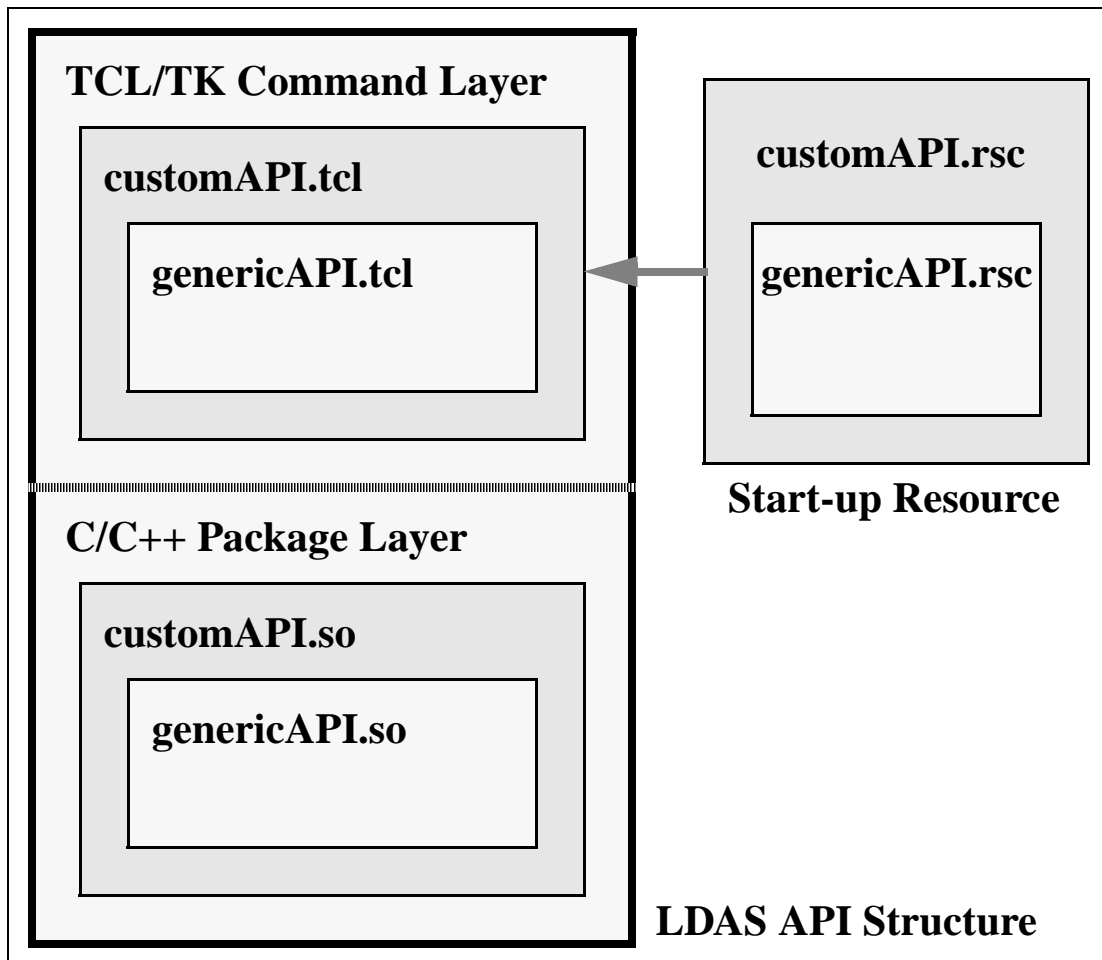 TCL/TK Command Layer
customAPI.tcl
genericAPI.tcl
customAPI.rsc
genericAPI.rsc
Start-up Resource
C/C++ Package Layer
customAPI.so
genericAPI.so
LDAS API Structure